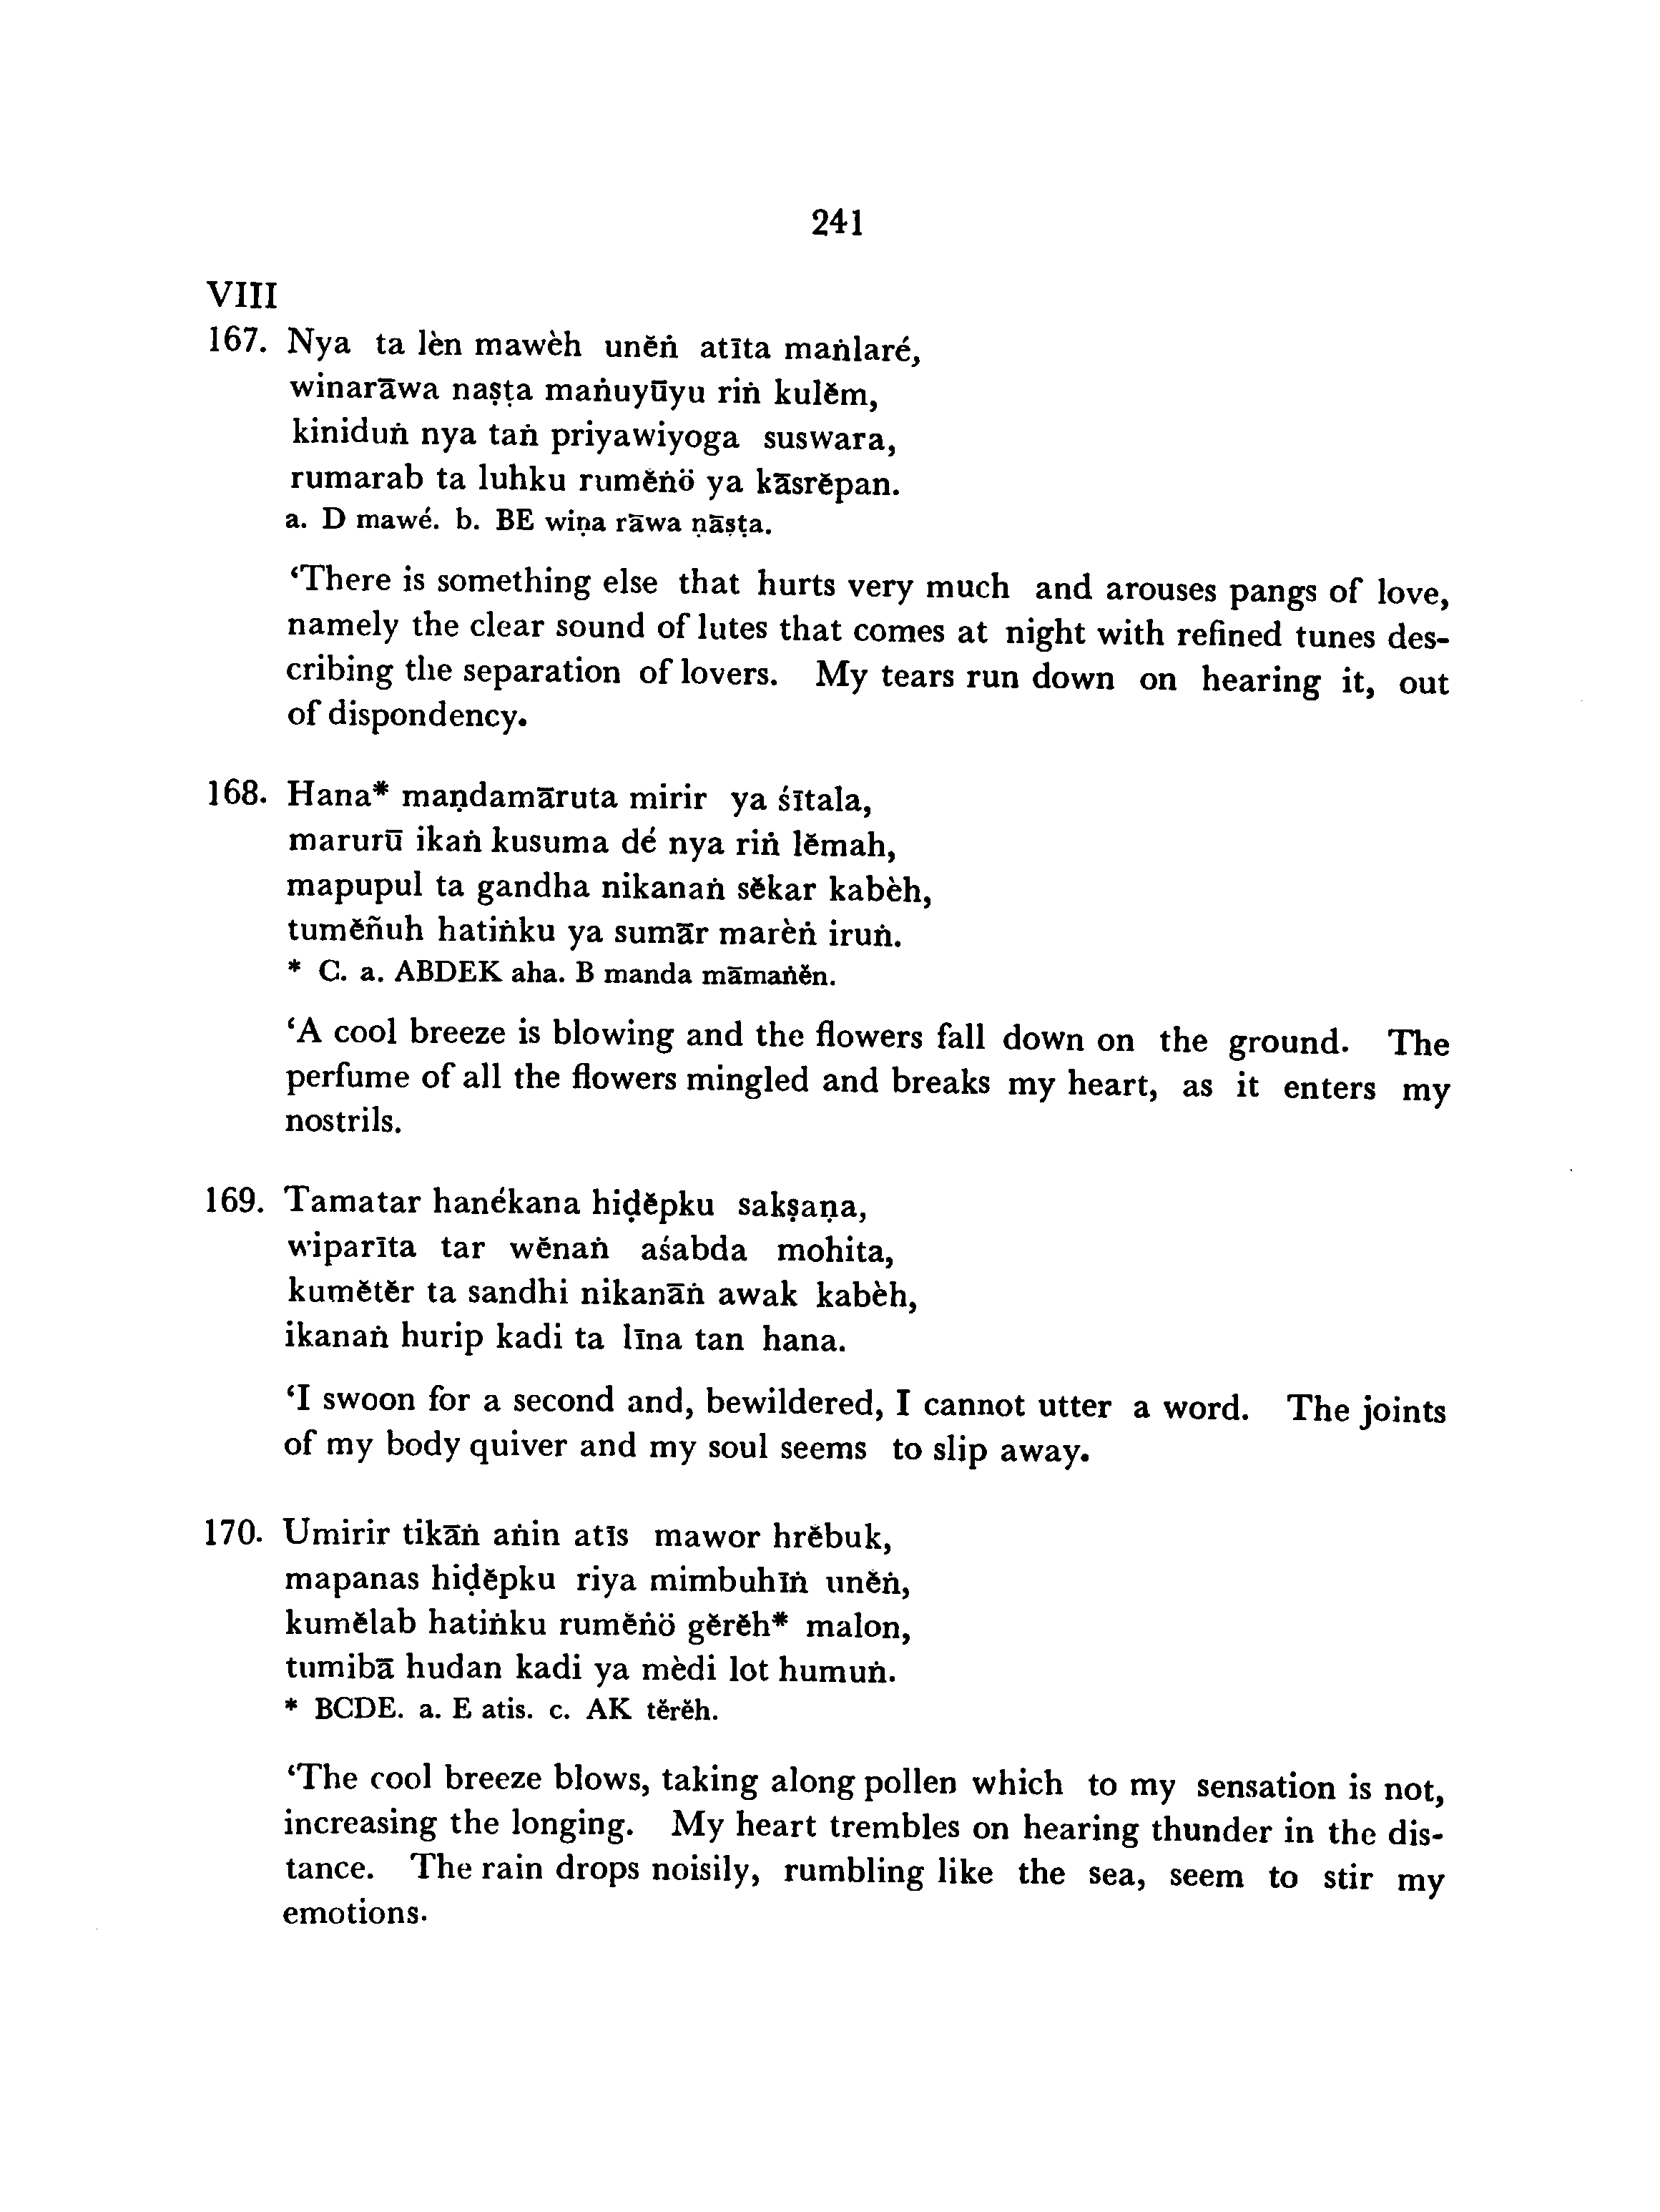 241
VIII
167. Nya ta lèn mawèh unĕṅ atīta maṅlaré,
winarāwa naṣṭa maṅuyūyu riṅ kulĕm,
kiniduṅ nya taṅ priyawiyoga suswara,
rumarab ta luhku rumĕṅö ya kāsrĕpan.
a. D mawé. b. BE wiṇa rāwa ṇāṣṭa.
‘There is something else that hurts very much and arouses pangs of love,
namely the clear sound of lutes that comes at night with refined tunes des-
cribing the separation of lovers. My tears run down on hearing it, out
of dispondency.
168. Hana* maṇdamāruta mirir ya śītala,
marurū ikaṅ kusuma dé nya riṅ lĕmah,
mapupul ta gandha nikanaṅ sĕkar kabèh,
tumĕñuh hatiṅku ya sumār marèṅ iruṅ.
* C. a. ABDEK aha. B manda māmaṅĕn.
‘A cool breeze is blowing and the flowers fall down on the ground. The
perfume of all the flowers mingled and breaks my heart, as it enters my
nostrils.
169. Tamatar hanékana hiḍĕpku sakṣaṇa,
wiparīta tar wĕnaṅ aśabda mohita,
kumĕtĕr ta sandhi nikanāṅ awak kabèh,
ikanaṅ hurip kadi ta līna tan hana.
‘I swoon for a second and, bewildered, I cannot utter a word. The joints
of my body quiver and my soul seems to slip away.
170. Umirir tikāṅ aṅin atīs mawor hrĕbuk,
mapanas hiḍĕpku riya mimbuhīṅ unĕṅ,
kumĕlab hatiṅku rumĕṅö gĕrĕh* malon,
tumibā hudan kadi ya mèdi lot humuṅ.
* BCDE. a. E atis. c. AK tĕrĕh.
‘The cool breeze blows, taking along pollen which to my sensation is not,
increasing the longing. My heart trembles on hearing thunder in the dis-
tance. The rain drops noisily, rumbling like the sea, seem to stir my
emotions.